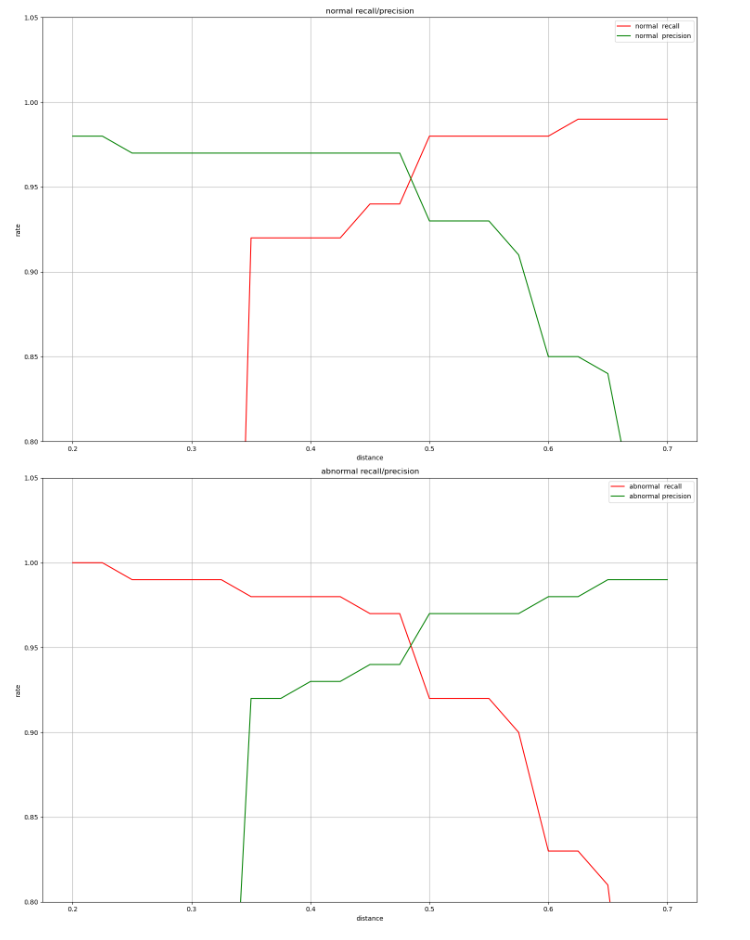 normal recall/precision
1.05
normal recall
normal precision
1.00
0.95
rate
0.90
0.85
0.80
0.2 0.3 0.4 0.5 0.6 0.7
distance
abnormal recall/precision
1.05
abnormal recall
abnormal precision
1.00
0.95
rate
0.90
0.85
0.80
0.2 0.3 0.4 0.5 0.6 0.7
distance